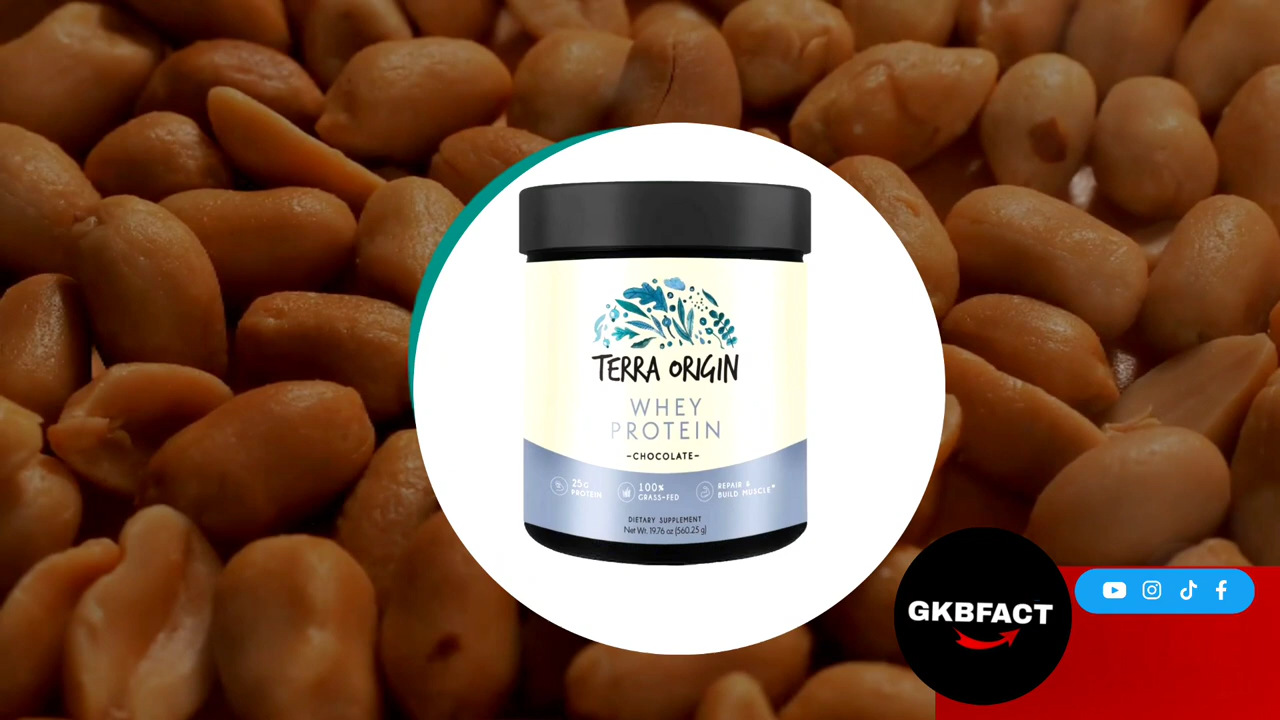 TERRA ORIGIN
WHEY
PROTEIN
-CHOCOLATE-
25G
PROTEIN
100%
GRASS-FED
REPAIR &
BUILD MUSCLE*
DIETARY SUPPLEMENT
Net Wt. 19.76 oz (560.25 g)
GKBFACT